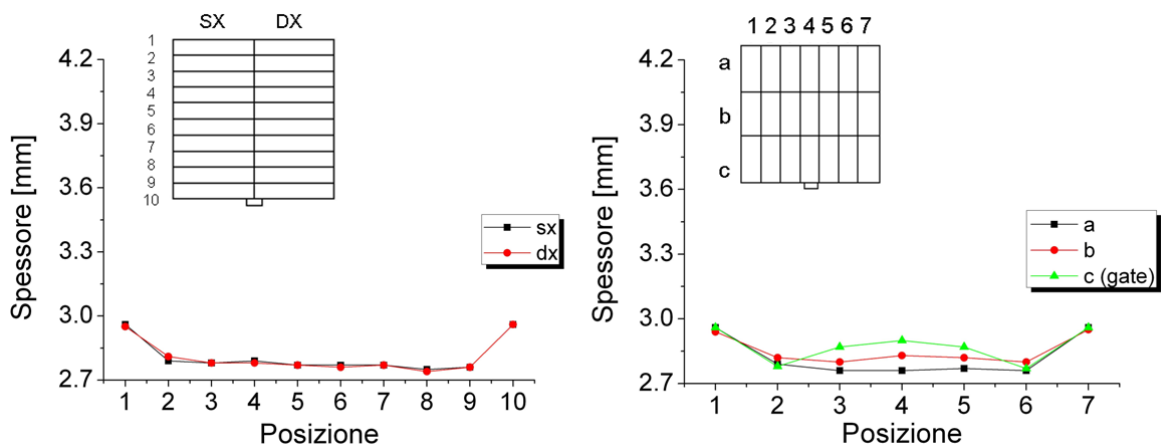 SX DX
1
2
3
4
5
6
7
8
9
10
4.2
3.9
3.6
3.3
3.0
2.7
Spessore [mm]
sx
dx
1 2 3 4 5 6 7 8 9 10
Posizione
1 2 3 4 5 6 7
a
b
c
4.2
3.9
3.6
3.3
3.0
2.7
Spessore [mm]
a
b
c (gate)
1 2 3 4 5 6 7
Posizione